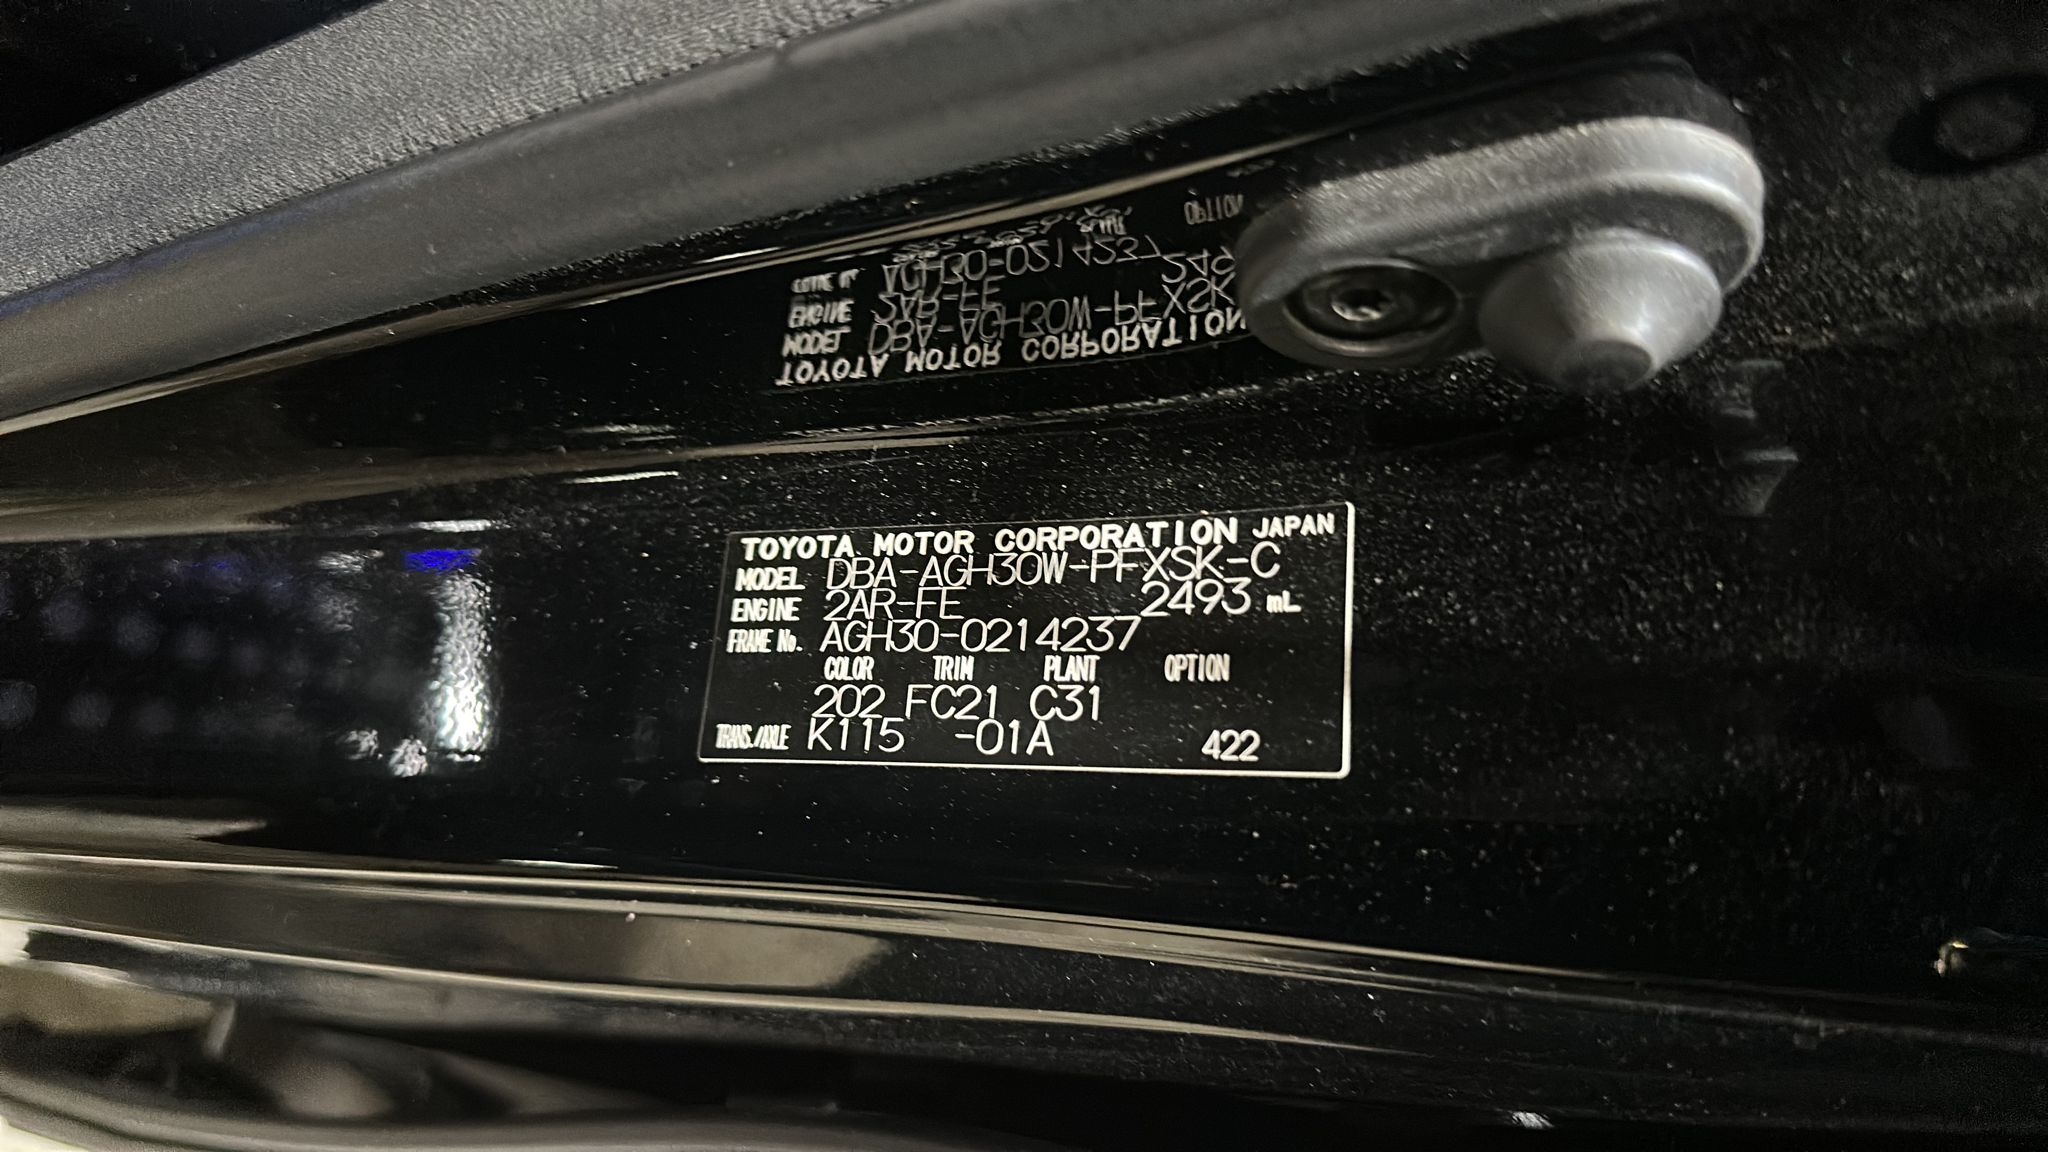 TOYOTA MOTOR CORPORATION JAPAN
MODEL DBA-AGH30W-PFXSK-C
ENGINE 2AR-FE 2493 mL
FRAME No. AGH30-0214237
COLOR TRIM PLANT OPTION
202 FC21 C31
TRANS./AXLE K115 -01A 422